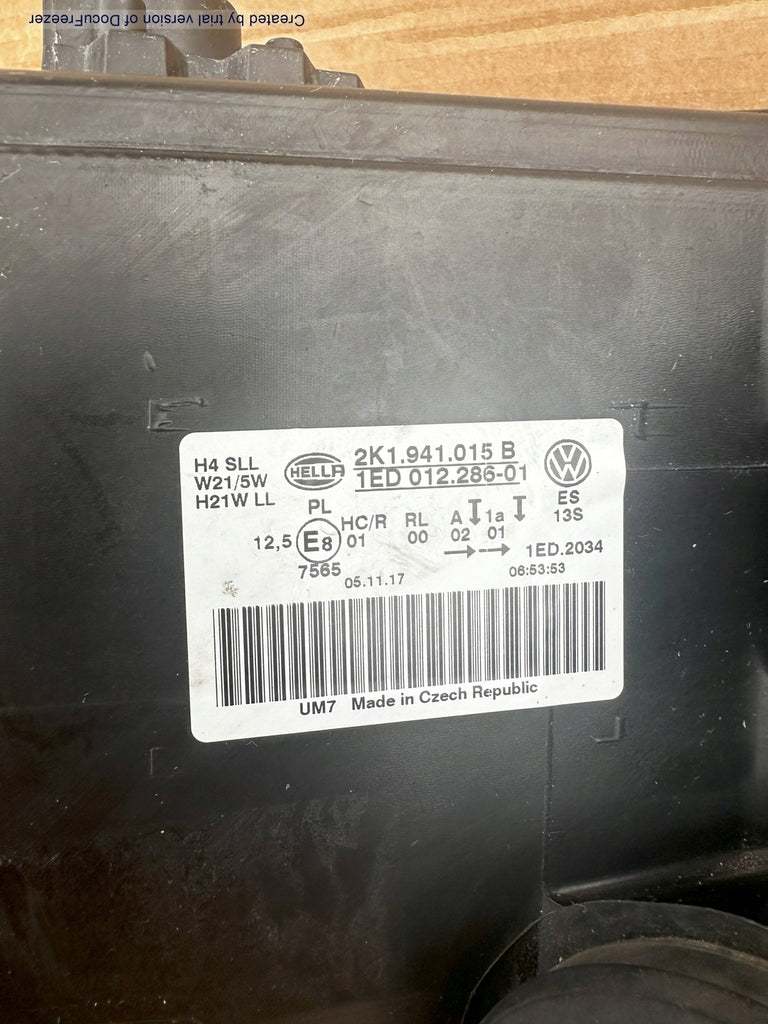 Created by trial version of DocuFreezer
H4 SLL
W21/5W
H21W LL
HELLA
2K1.941.015 B
1ED 012.286-01
VW
ES
13S
PL
HC/R RL A 1a
12,5 E8 01 00 02 01
7565
1ED.2034
05.11.17
06:53:53
UM7 Made in Czech Republic